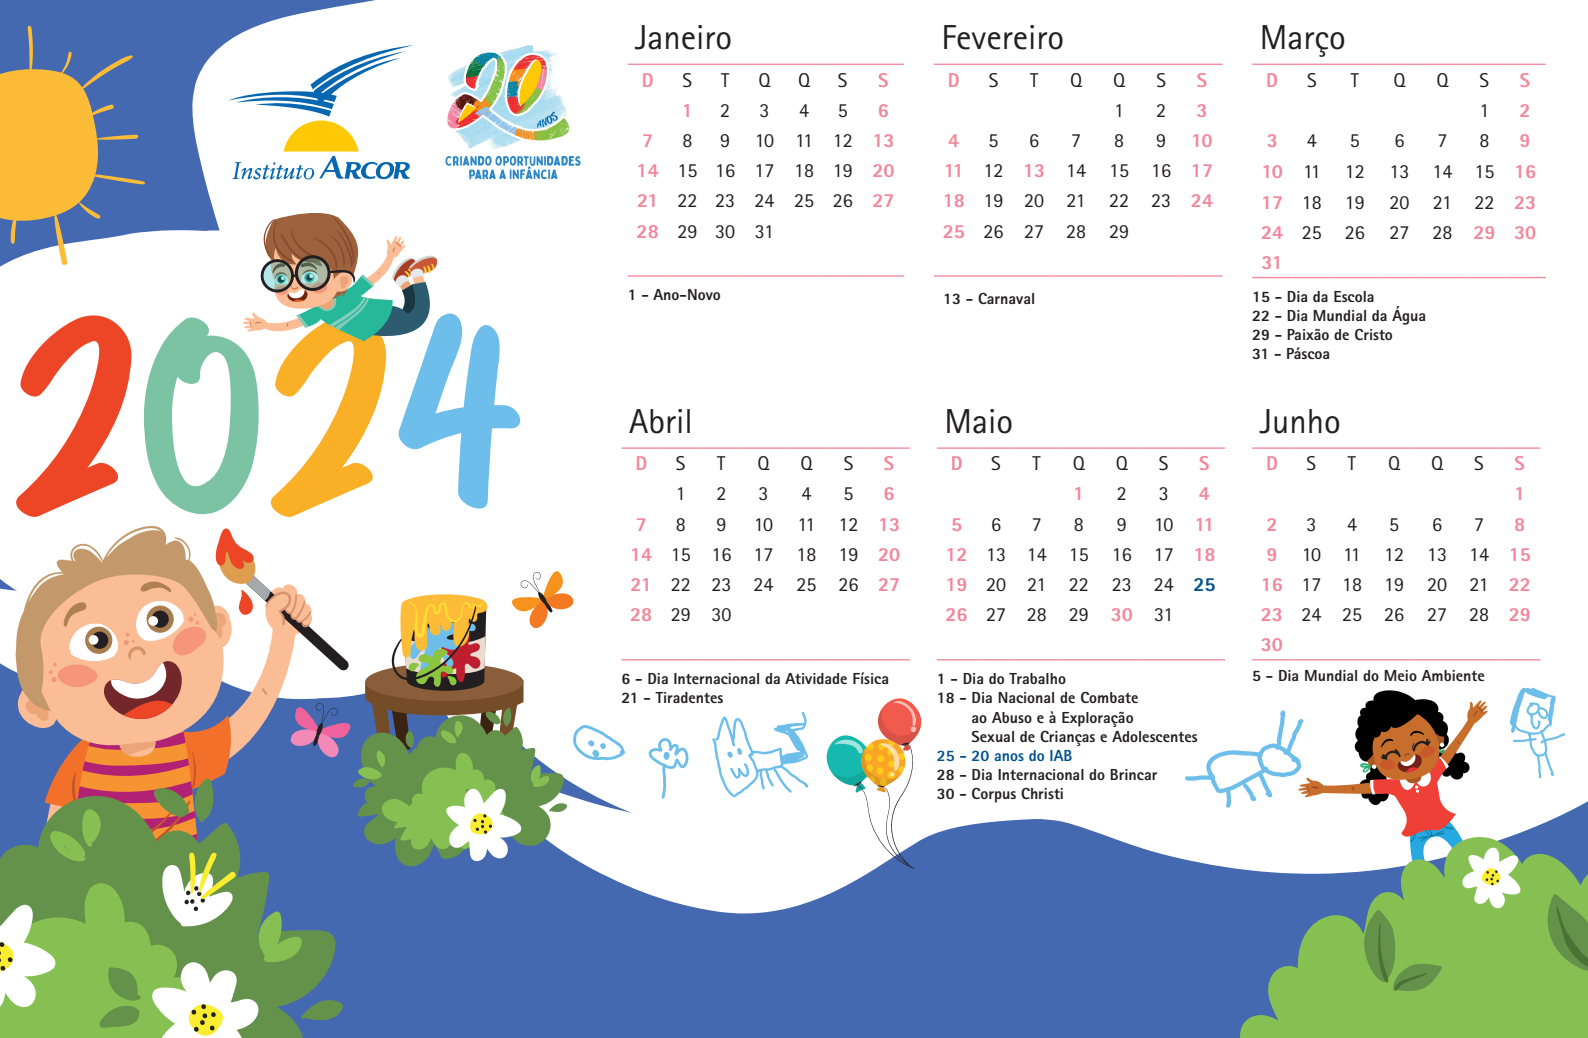 Instituto ARCOR
20
ANOS
CRIANDO OPORTUNIDADES
PARA A INFÂNCIA
2024
Janeiro
D S T Q Q S S
1 2 3 4 5 6
7 8 9 10 11 12 13
14 15 16 17 18 19 20
21 22 23 24 25 26 27
28 29 30 31
1 - Ano-Novo
Fevereiro
D S T Q Q S S
1 2 3
4 5 6 7 8 9 10
11 12 13 14 15 16 17
18 19 20 21 22 23 24
25 26 27 28 29
13 - Carnaval
Março
D S T Q Q S S
1 2
3 4 5 6 7 8 9
10 11 12 13 14 15 16
17 18 19 20 21 22 23
24 25 26 27 28 29 30
31
15 - Dia da Escola
22 - Dia Mundial da Água
29 - Paixão de Cristo
31 - Páscoa
Abril
D S T Q Q S S
1 2 3 4 5 6
7 8 9 10 11 12 13
14 15 16 17 18 19 20
21 22 23 24 25 26 27
28 29 30
6 - Dia Internacional da Atividade Física
21 - Tiradentes
Maio
D S T Q Q S S
1 2 3 4
5 6 7 8 9 10 11
12 13 14 15 16 17 18
19 20 21 22 23 24 25
26 27 28 29 30 31
1 - Dia do Trabalho
18 - Dia Nacional de Combate
ao Abuso e à Exploração
Sexual de Crianças e Adolescentes
25 - 20 anos do IAB
28 - Dia Internacional do Brincar
30 - Corpus Christi
Junho
D S T Q Q S S
1
2 3 4 5 6 7 8
9 10 11 12 13 14 15
16 17 18 19 20 21 22
23 24 25 26 27 28 29
30
5 - Dia Mundial do Meio Ambiente